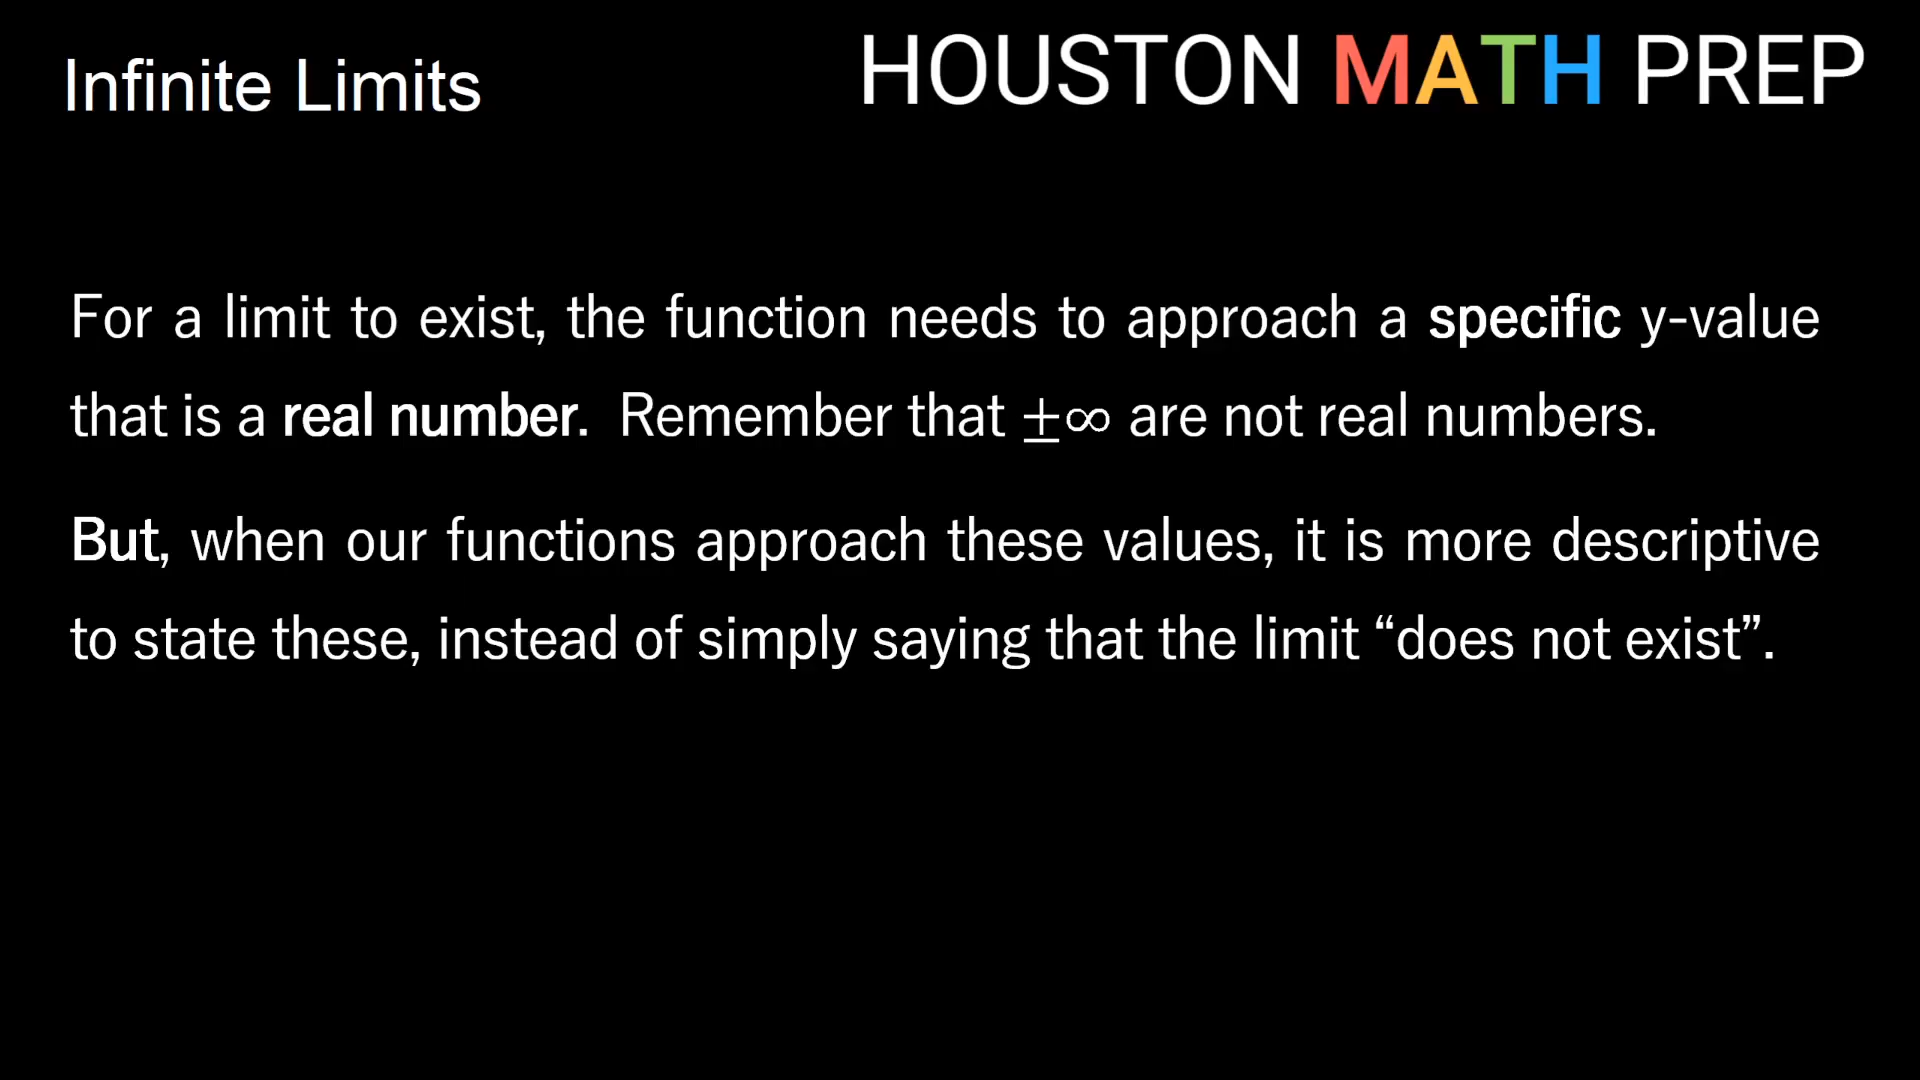 Infinite Limits
HOUSTON MATH PREP
For a limit to exist, the function needs to approach a specific y-value
that is a real number. Remember that ±∞ are not real numbers.
But, when our functions approach these values, it is more descriptive
to state these, instead of simply saying that the limit “does not exist”.